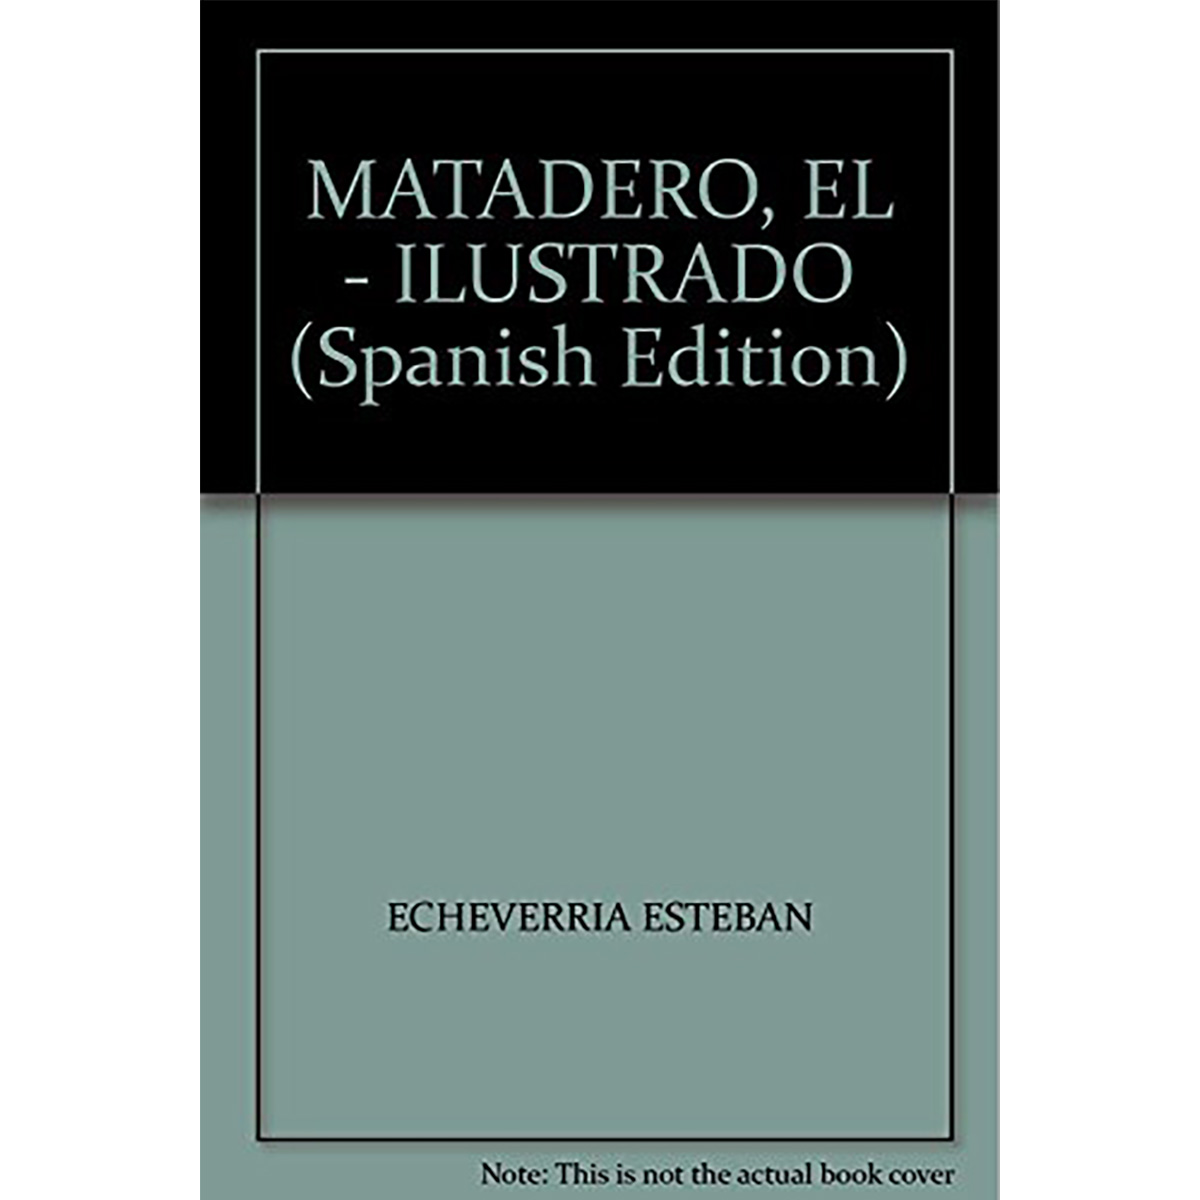 MATADERO, EL
- ILUSTRADO
(Spanish Edition)
ECHEVERRIA ESTEBAN
Note: This is not the actual book cover